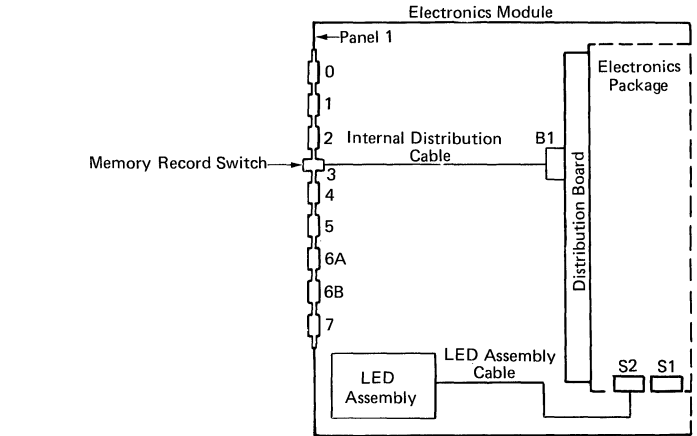 Electronics Module
Panel 1
0
Electronics
Package
1
2
Internal Distribution
Cable
B1
Memory Record Switch
3
4
5
Distribution Board
6A
6B
7
LED Assembly
Cable
S2
S1
LED
Assembly